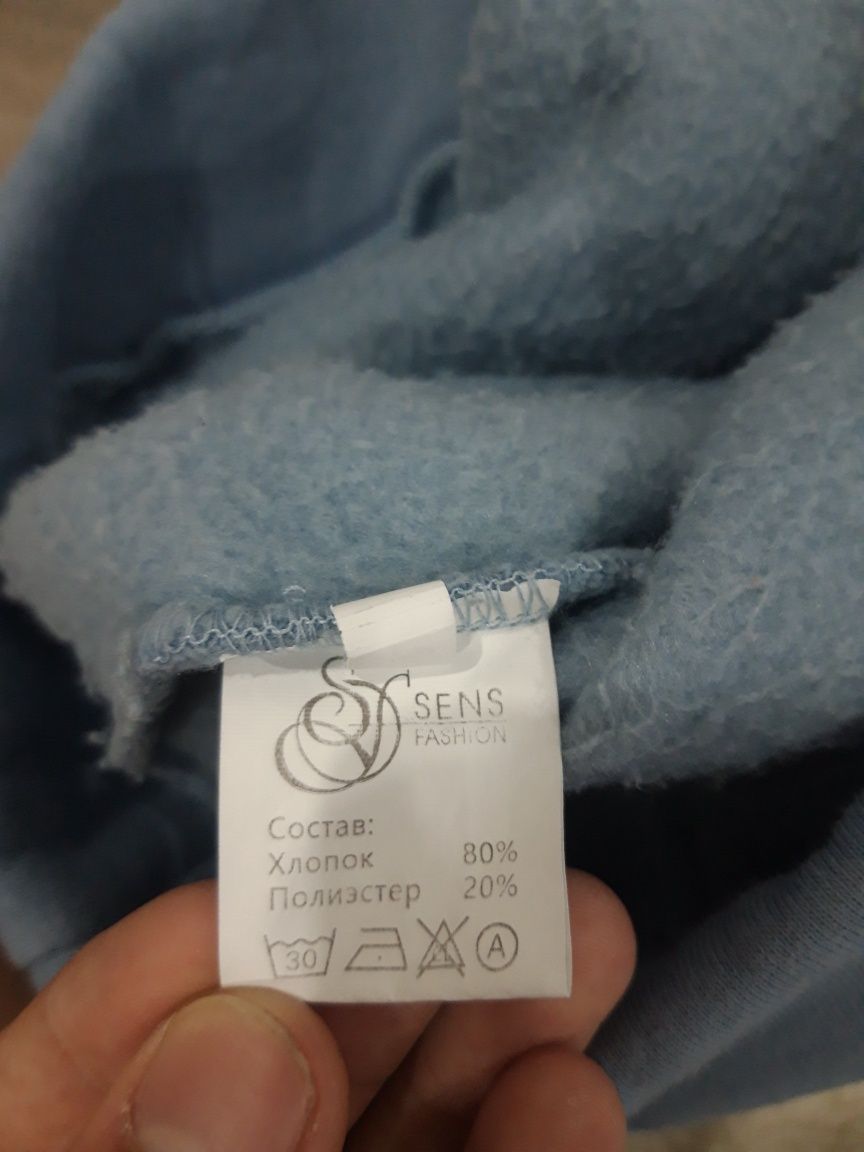 SENS
FASHION
Состав:
Хлопок 80%
Полиэстер 20%
30 A